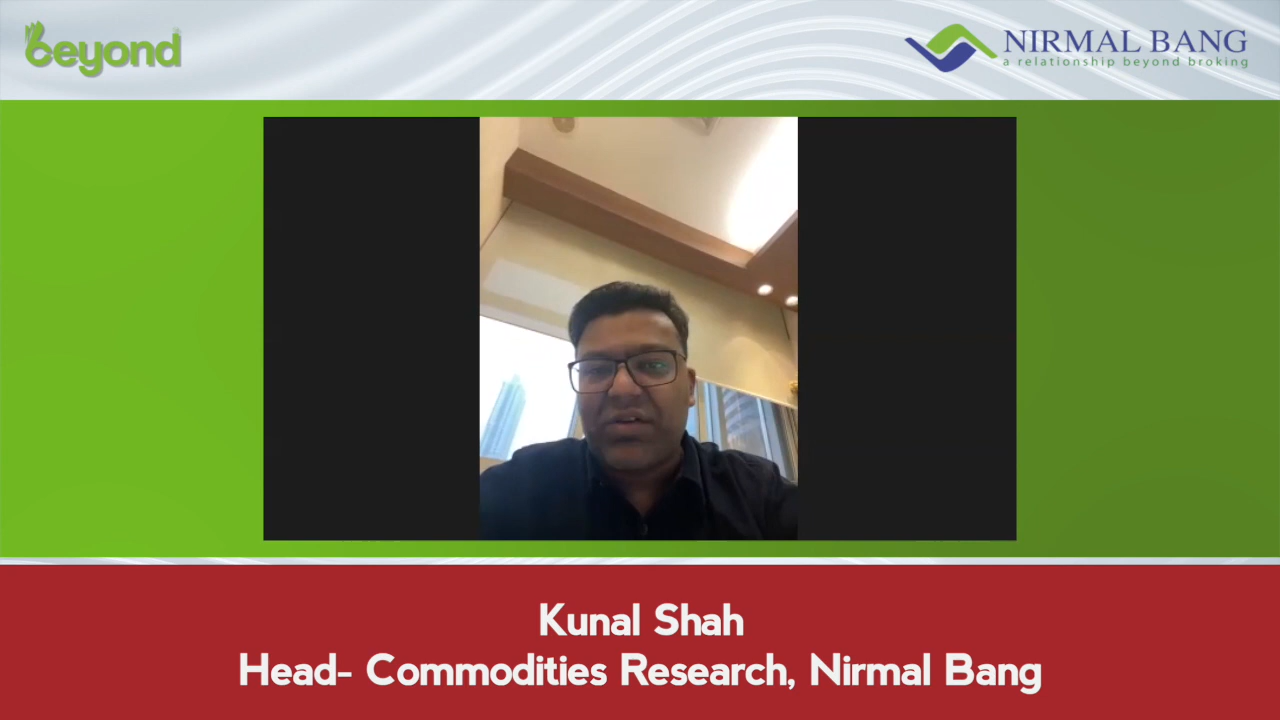 beyond
NIRMAL BANG
a relationship beyond broking
Kunal Shah
Head- Commodities Research, Nirmal Bang